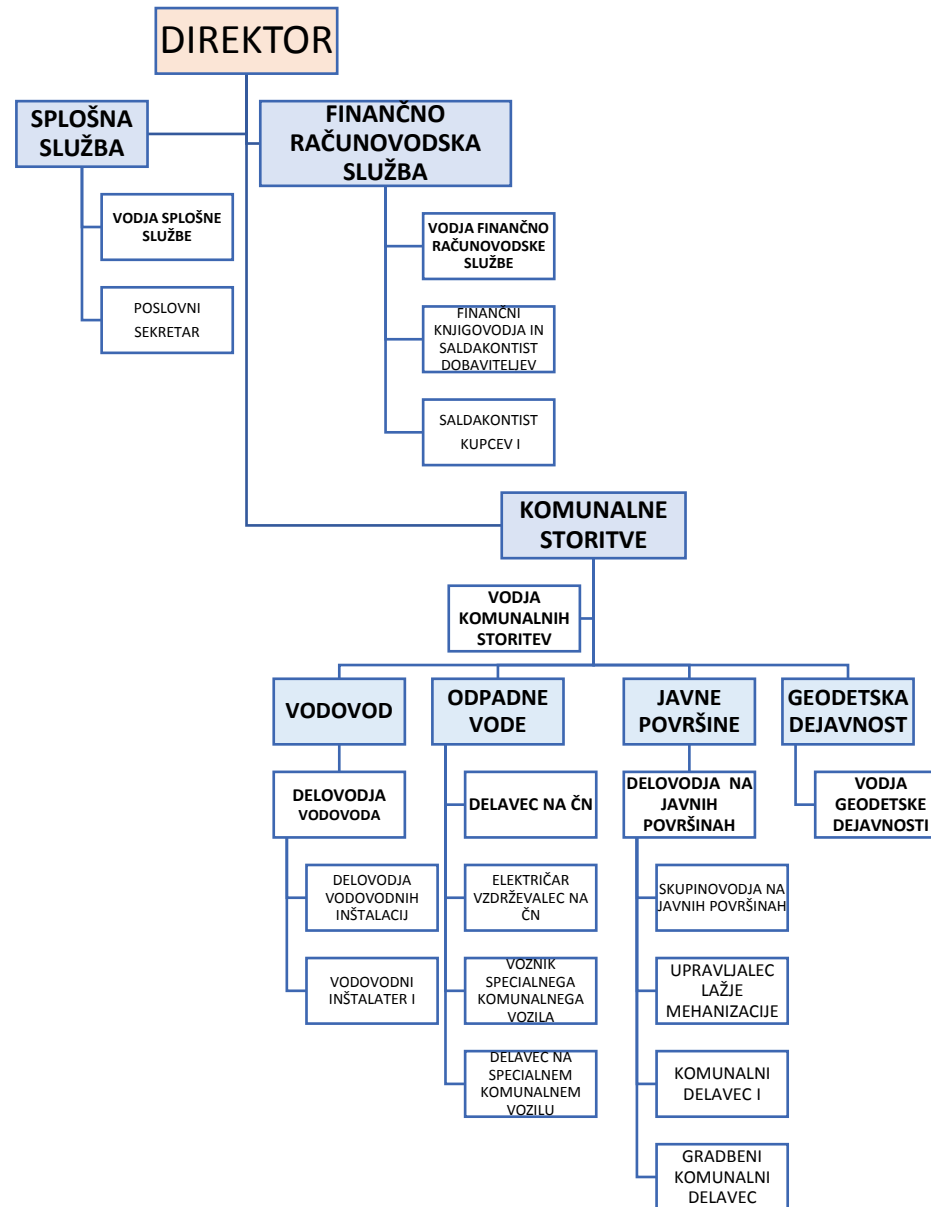 DIREKTOR
SPLOŠNA
SLUŽBA
FINANČNO
RAČUNOVODSKA
SLUŽBA
VODJA SPLOŠNE
SLUŽBE
POSLOVNI
SEKRETAR
VODJA FINANČNO
RAČUNOVODSKE
SLUŽBE
FINANČNI
KNJIGOVODJA IN
SALDAKONTIST
DOBAVITELJEV
SALDAKONTIST
KUPCEV I
KOMUNALNE
STORITVE
VODJA
KOMUNALNIH
STORITEV
VODOVOD
DELOVODJA
VODOVODA
DELOVODJA
VODOVODNIH
INŠTALACIJ
VODOVODNI
INŠTALATER I
ODPADNE
VODE
DELAVEC NA ČN
ELEKTRIČAR
VZDRŽEVALEC NA
ČN
VOZNIK
SPECIALNEGA
KOMUNALNEGA
VOZILA
DELAVEC NA
SPECIALNEM
KOMUNALNEM
VOZILU
JAVNE
POVRŠINE
DELOVODJA NA
JAVNIH
POVRŠINAH
SKUPINOVODJA NA
JAVNIH POVRŠINAH
UPRAVLJALEC
LAŽJE
MEHANIZACIJE
KOMUNALNI
DELAVEC I
GRADBENI
KOMUNALNI
DELAVEC
GEODETSKA
DEJAVNOST
VODJA
GEODETSKE
DEJAVNOSTI